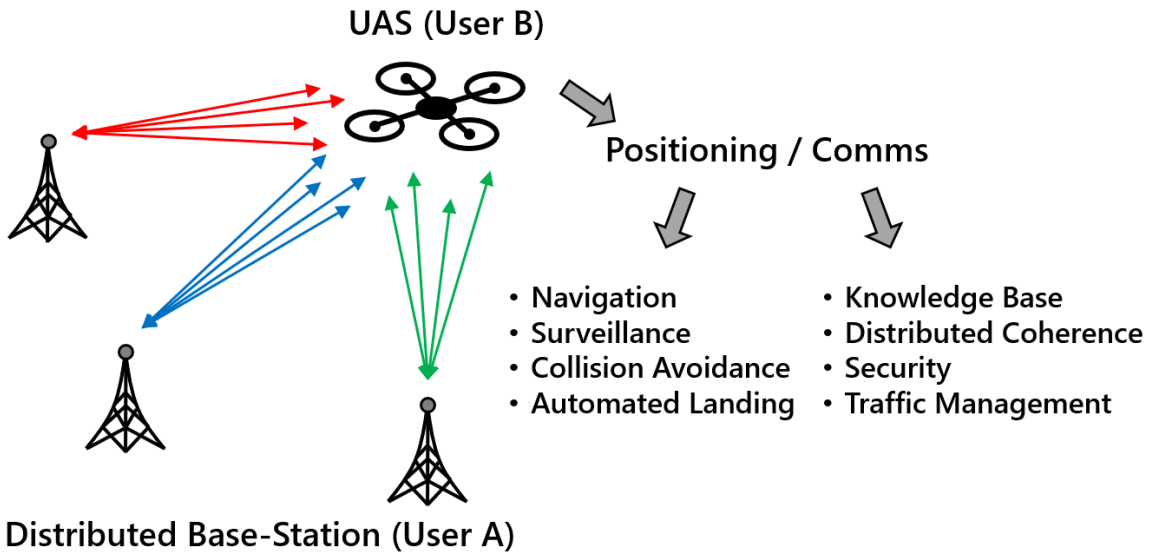 UAS (User B)
Positioning / Comms
• Navigation
• Surveillance
• Collision Avoidance
• Automated Landing
• Knowledge Base
• Distributed Coherence
• Security
• Traffic Management
Distributed Base-Station (User A)